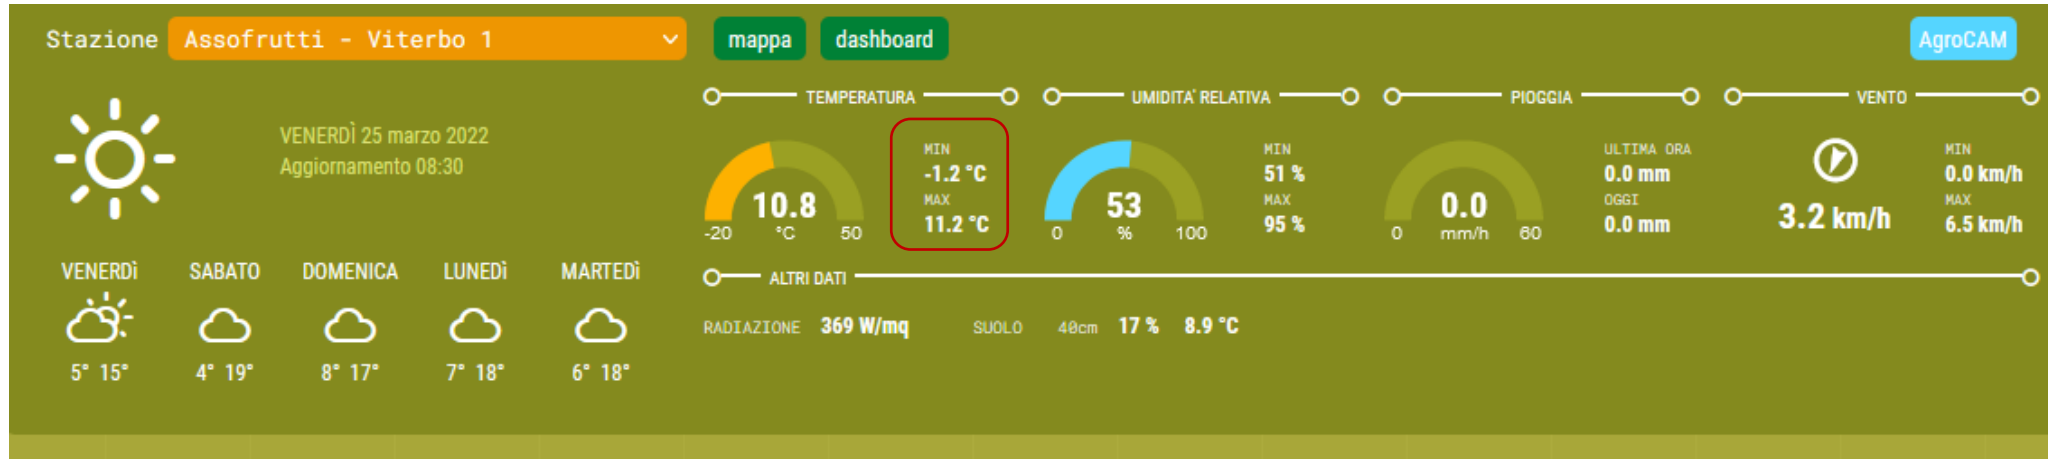 Stazione Assofrutti - Viterbo 1 mappa dashboard AgroCAM
VENERDÌ 25 marzo 2022
Aggiornamento 08:30
TEMPERATURA
MIN
-1.2 °C
MAX
11.2 °C
10.8
-20 °C 50
UMIDITA' RELATIVA
MIN
51 %
MAX
95 %
53
0 % 100
PIOGGIA
ULTIMA ORA
0.0 mm
OGGI
0.0 mm
0.0
0 mm/h 60
VENTO
MIN
0.0 km/h
MAX
6.5 km/h
3.2 km/h
VENERDÌ SABATO DOMENICA LUNEDÌ MARTEDÌ
5° 15° 4° 19° 8° 17° 7° 18° 6° 18°
ALTRI DATI
RADIAZIONE 369 W/mq SUOLO 40cm 17 % 8.9 °C